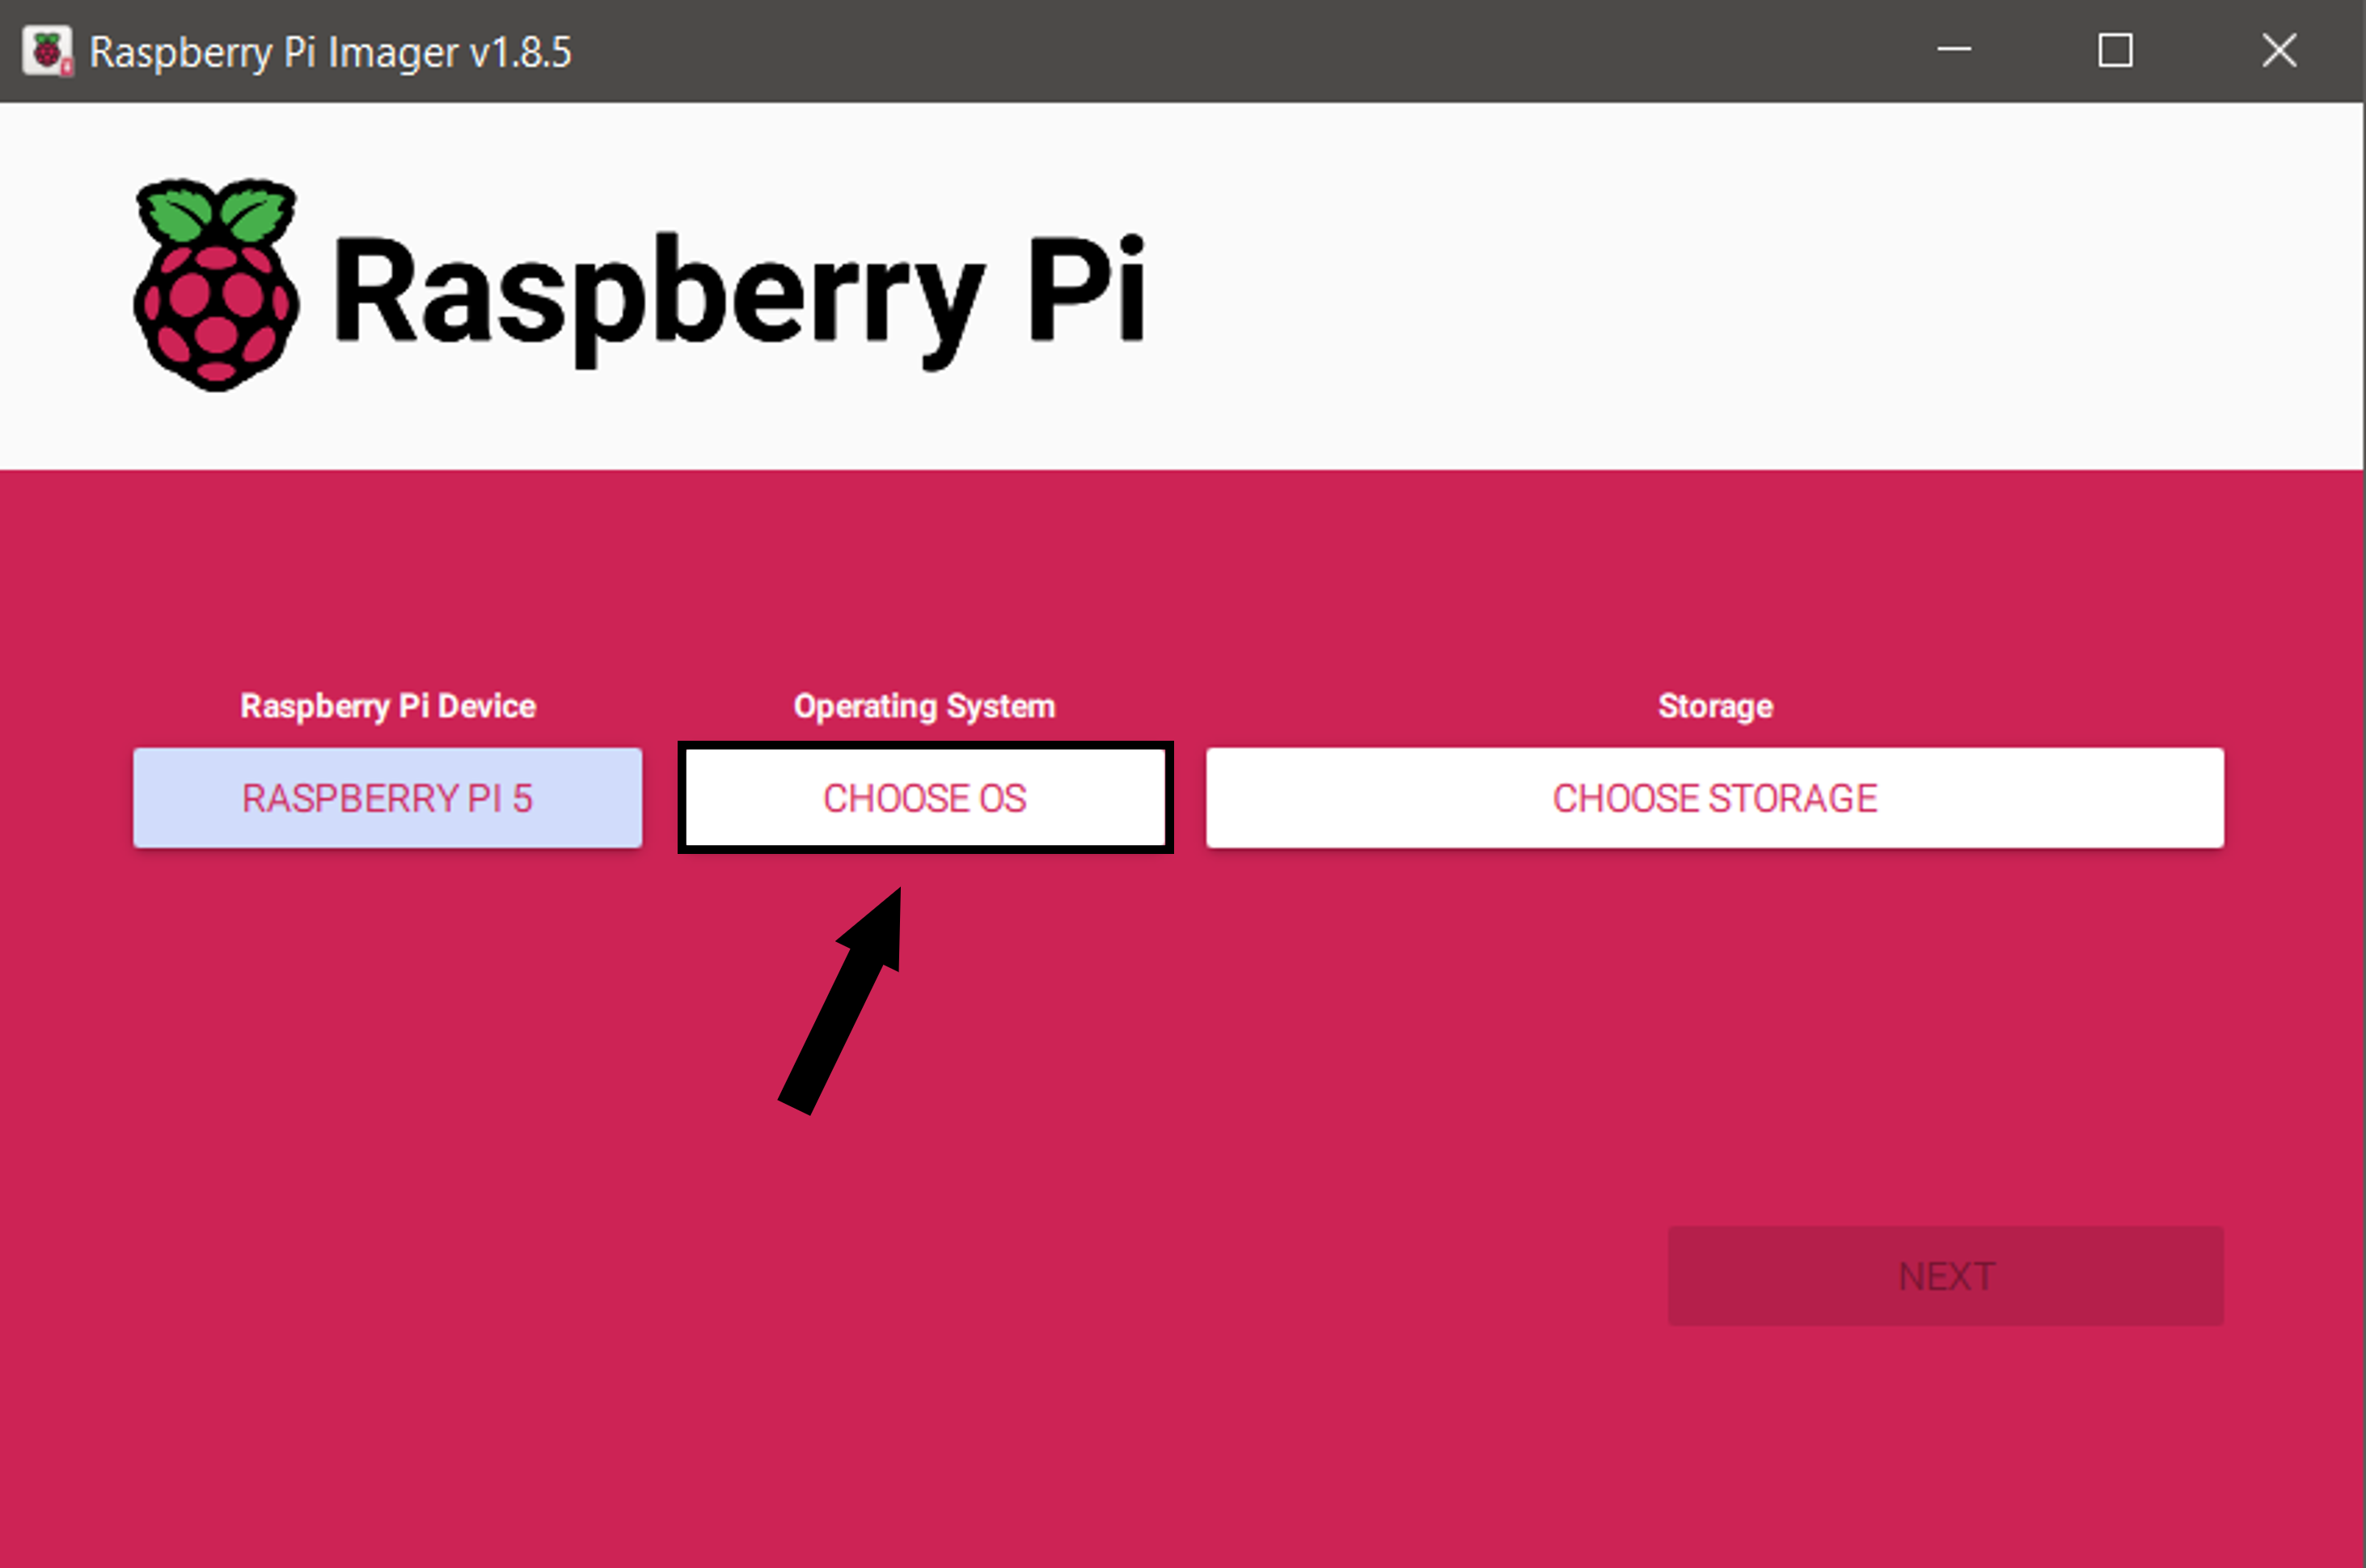 Raspberry Pi Imager v1.8.5
Raspberry Pi
Raspberry Pi Device
Operating System
Storage
RASPBERRY PI 5
CHOOSE OS
CHOOSE STORAGE
NEXT